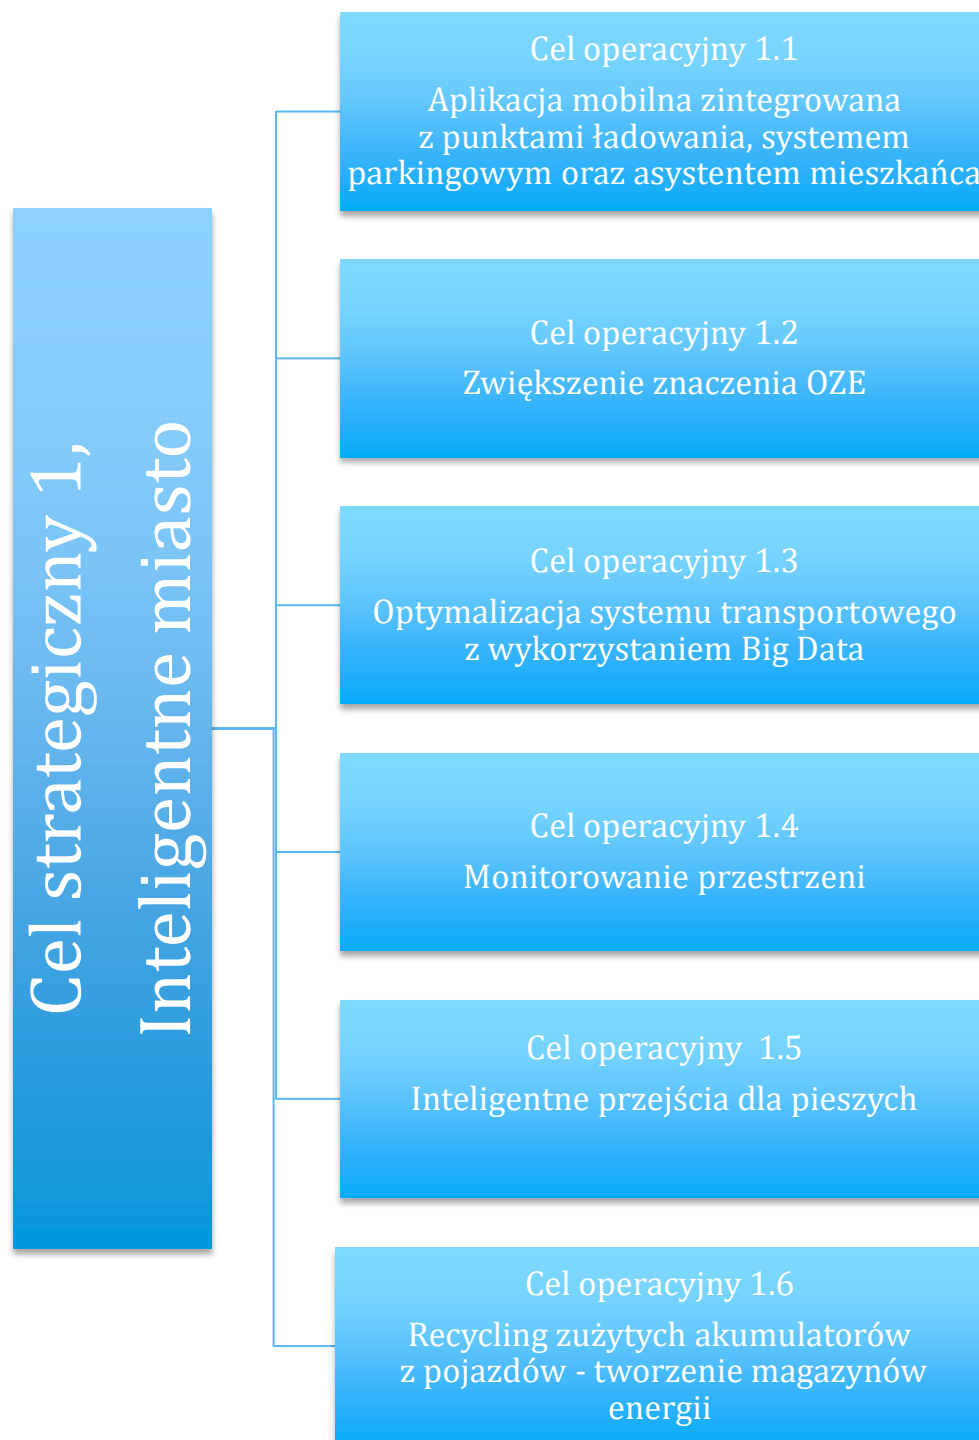 Cel strategiczny 1,
Inteligentne miasto
Cel operacyjny 1.1
Aplikacja mobilna zintegrowana
z punktami ładowania, systemem
parkingowym oraz asystentem mieszkańca
Cel operacyjny 1.2
Zwiększenie znaczenia OZE
Cel operacyjny 1.3
Optymalizacja systemu transportowego
z wykorzystaniem Big Data
Cel operacyjny 1.4
Monitorowanie przestrzeni
Cel operacyjny 1.5
Inteligentne przejścia dla pieszych
Cel operacyjny 1.6
Recycling zużytych akumulatorów
z pojazdów - tworzenie magazynów
energii